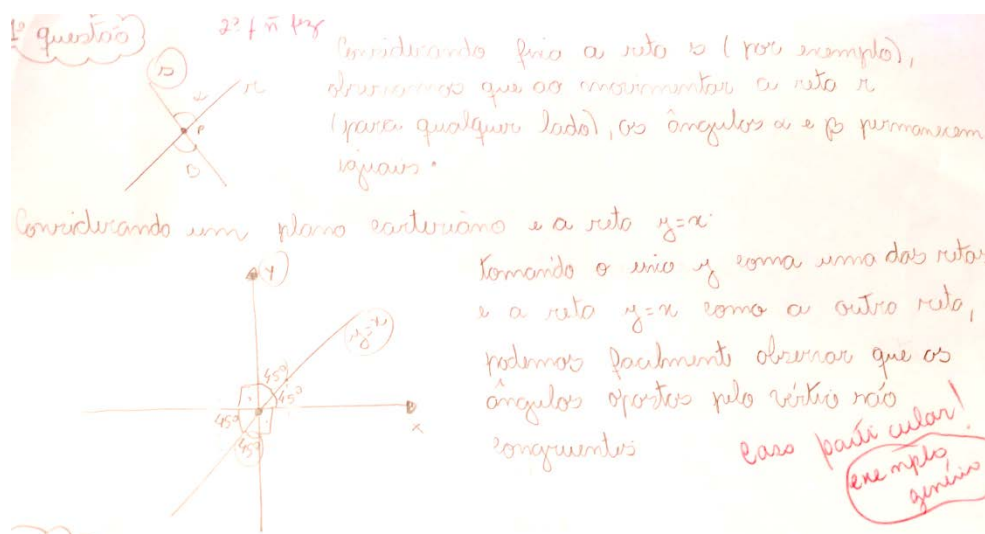 1ª questão
2ª f ñ fez
Considerando fixa a reta s (por exemplo),
observamos que ao movimentar a reta r
(para qualquer lado), os ângulos α e β permanecem
iguais.
s
α
r
P
β
Considerando um plano cartesiano e a reta y=x
tomando o eixo y como uma das retas
e a reta y=x como a outra reta,
podemos facilmente observar que os
ângulos opostos pelo vértice são
congruentes
y
y=x
45°
45°
45°
45°
x
caso particular!
exemplo
genérico